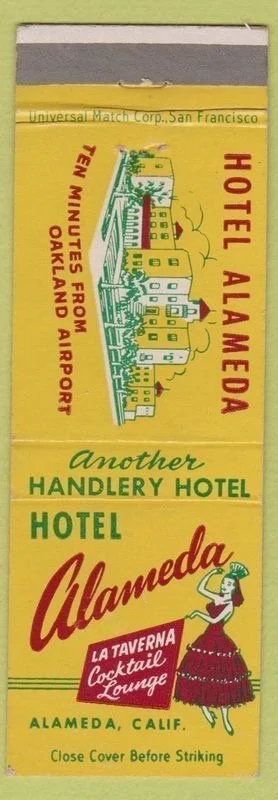 Universal Match Corp., San Francisco
HOTEL ALAMEDA
TEN MINUTES FROM
OAKLAND AIRPORT
another
HANDLERY HOTEL
HOTEL
Alameda
LA TAVERNA
Cocktail
Lounge
ALAMEDA, CALIF.
Close Cover Before Striking